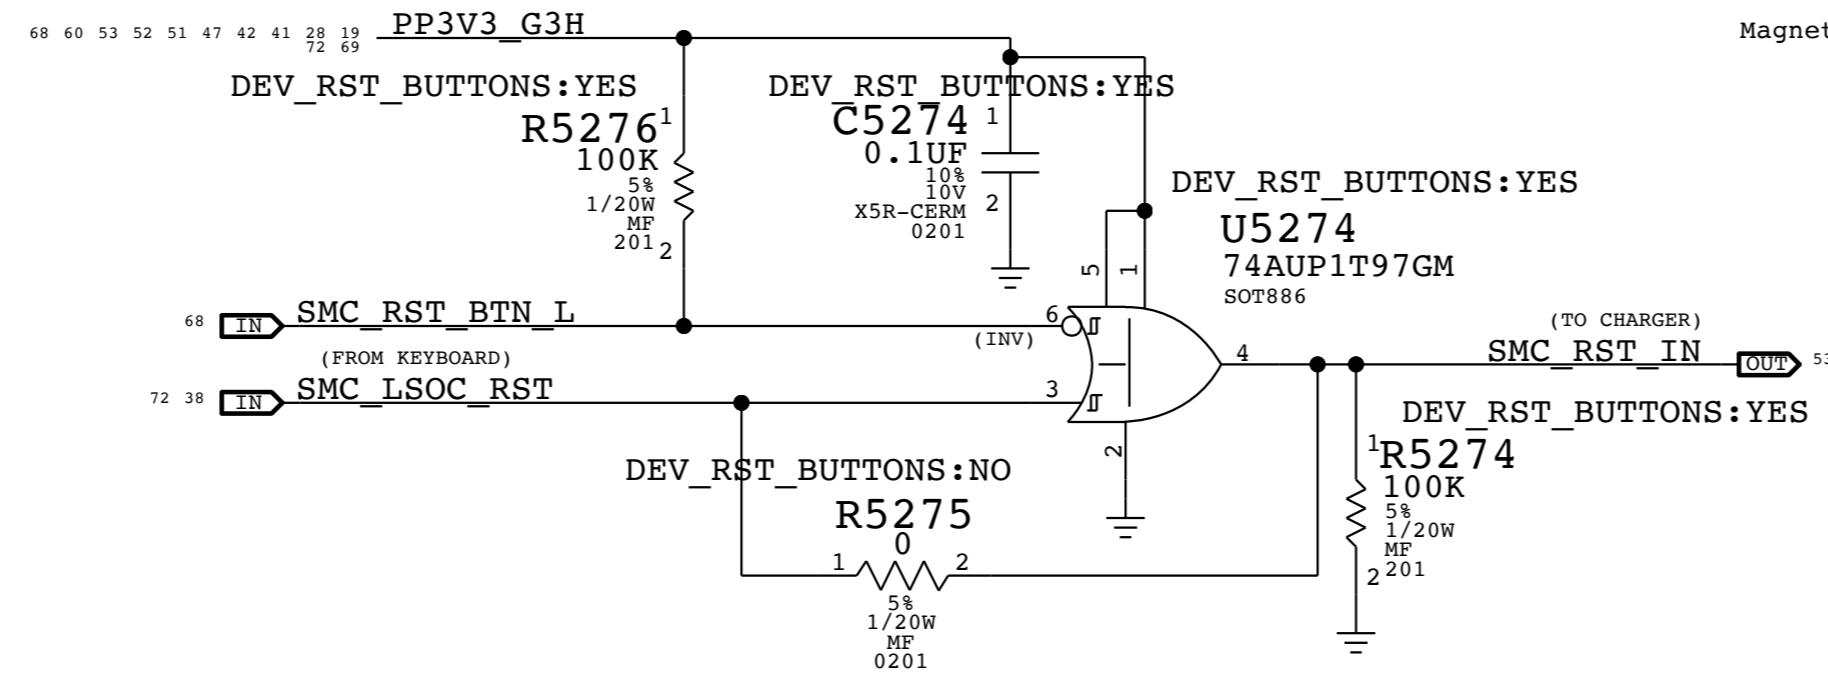 68 60 53 52 51 47 42 41 28 19
72 69
PP3V3_G3H
Magnet
DEV_RST_BUTTONS:YES
R5276
1
100K
5%
1/20W
MF
201
2
DEV_RST_BUTTONS:YES
C5274
1
0.1UF
10%
10V
X5R-CERM
0201
2
DEV_RST_BUTTONS:YES
U5274
74AUP1T97GM
SOT886
5
1
68 IN SMC_RST_BTN_L
6
(INV)
(FROM KEYBOARD)
72 38 IN SMC_LSOC_RST
3
4
2
(TO CHARGER)
SMC_RST_IN OUT 53
DEV_RST_BUTTONS:NO
R5275
0
1
2
5%
1/20W
MF
0201
DEV_RST_BUTTONS:YES
1
R5274
100K
5%
1/20W
MF
201
2